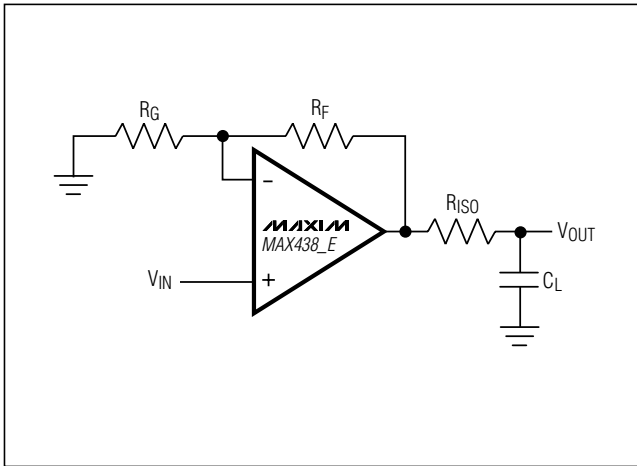 RG
RF
-
MAXIM
MAX438_E
RISO
VOUT
VIN
+
CL